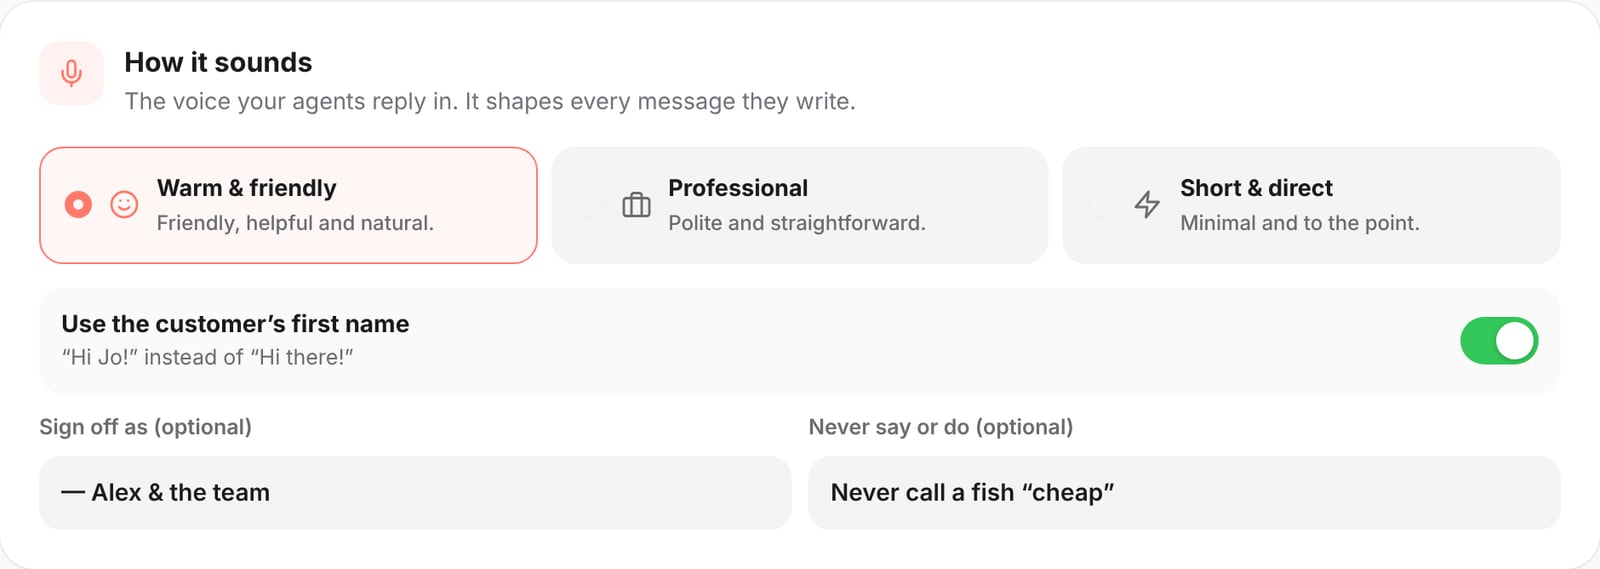 How it sounds
The voice your agents reply in. It shapes every message they write.
Warm & friendly
Friendly, helpful and natural.
Professional
Polite and straightforward.
Short & direct
Minimal and to the point.
Use the customer’s first name
“Hi Jo!” instead of “Hi there!”
Sign off as (optional)
— Alex & the team
Never say or do (optional)
Never call a fish “cheap”